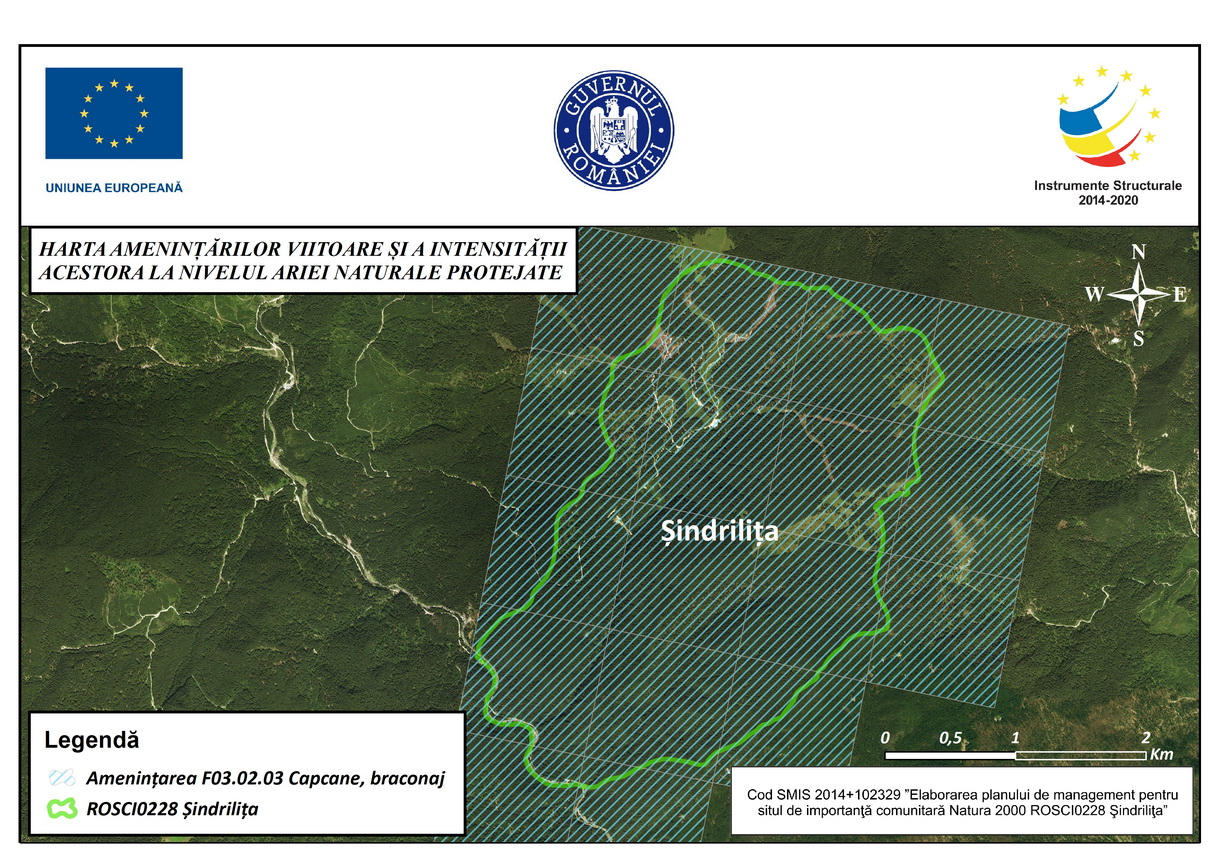 UNIUNEA EUROPEANĂ
GUVERNUL
ROMÂNIEI
Instrumente Structurale
2014-2020
HARTA AMENINȚĂRILOR VIITOARE ȘI A INTENSITĂȚII
ACESTORA LA NIVELUL ARIEI NATURALE PROTEJATE
N
W E
S
Șindrilița
Legendă
Amenințarea F03.02.03 Capcane, braconaj
ROSCI0228 Șindrilița
0 0,5 1 2
Km
Cod SMIS 2014+102329 ”Elaborarea planului de management pentru
situl de importanţă comunitară Natura 2000 ROSCI0228 Şindriliţa”